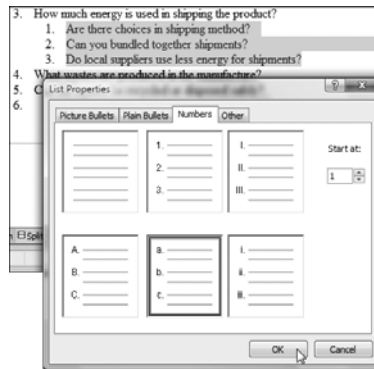 3. How much energy is used in shipping the product?
1. Are there choices in shipping method?
2. Can you bundled together shipments?
3. Do local suppliers use less energy for shipments?
4. What wastes are produced in the manufacture?
5. C
6.
List Properties
Picture Bullets Plain Bullets Numbers Other
1.
2.
3.
I.
II.
III.
Start at:
1
A.
B.
C.
a.
b.
c.
i.
ii.
iii.
Split
OK Cancel